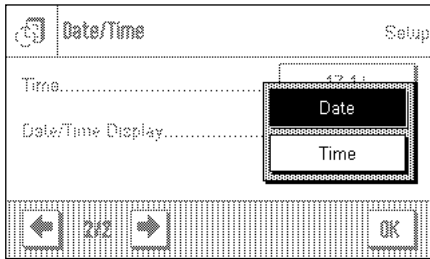 Date/Time
Setup
Time..............................
Date
Date/Time Display..............
Time
2/2
OK